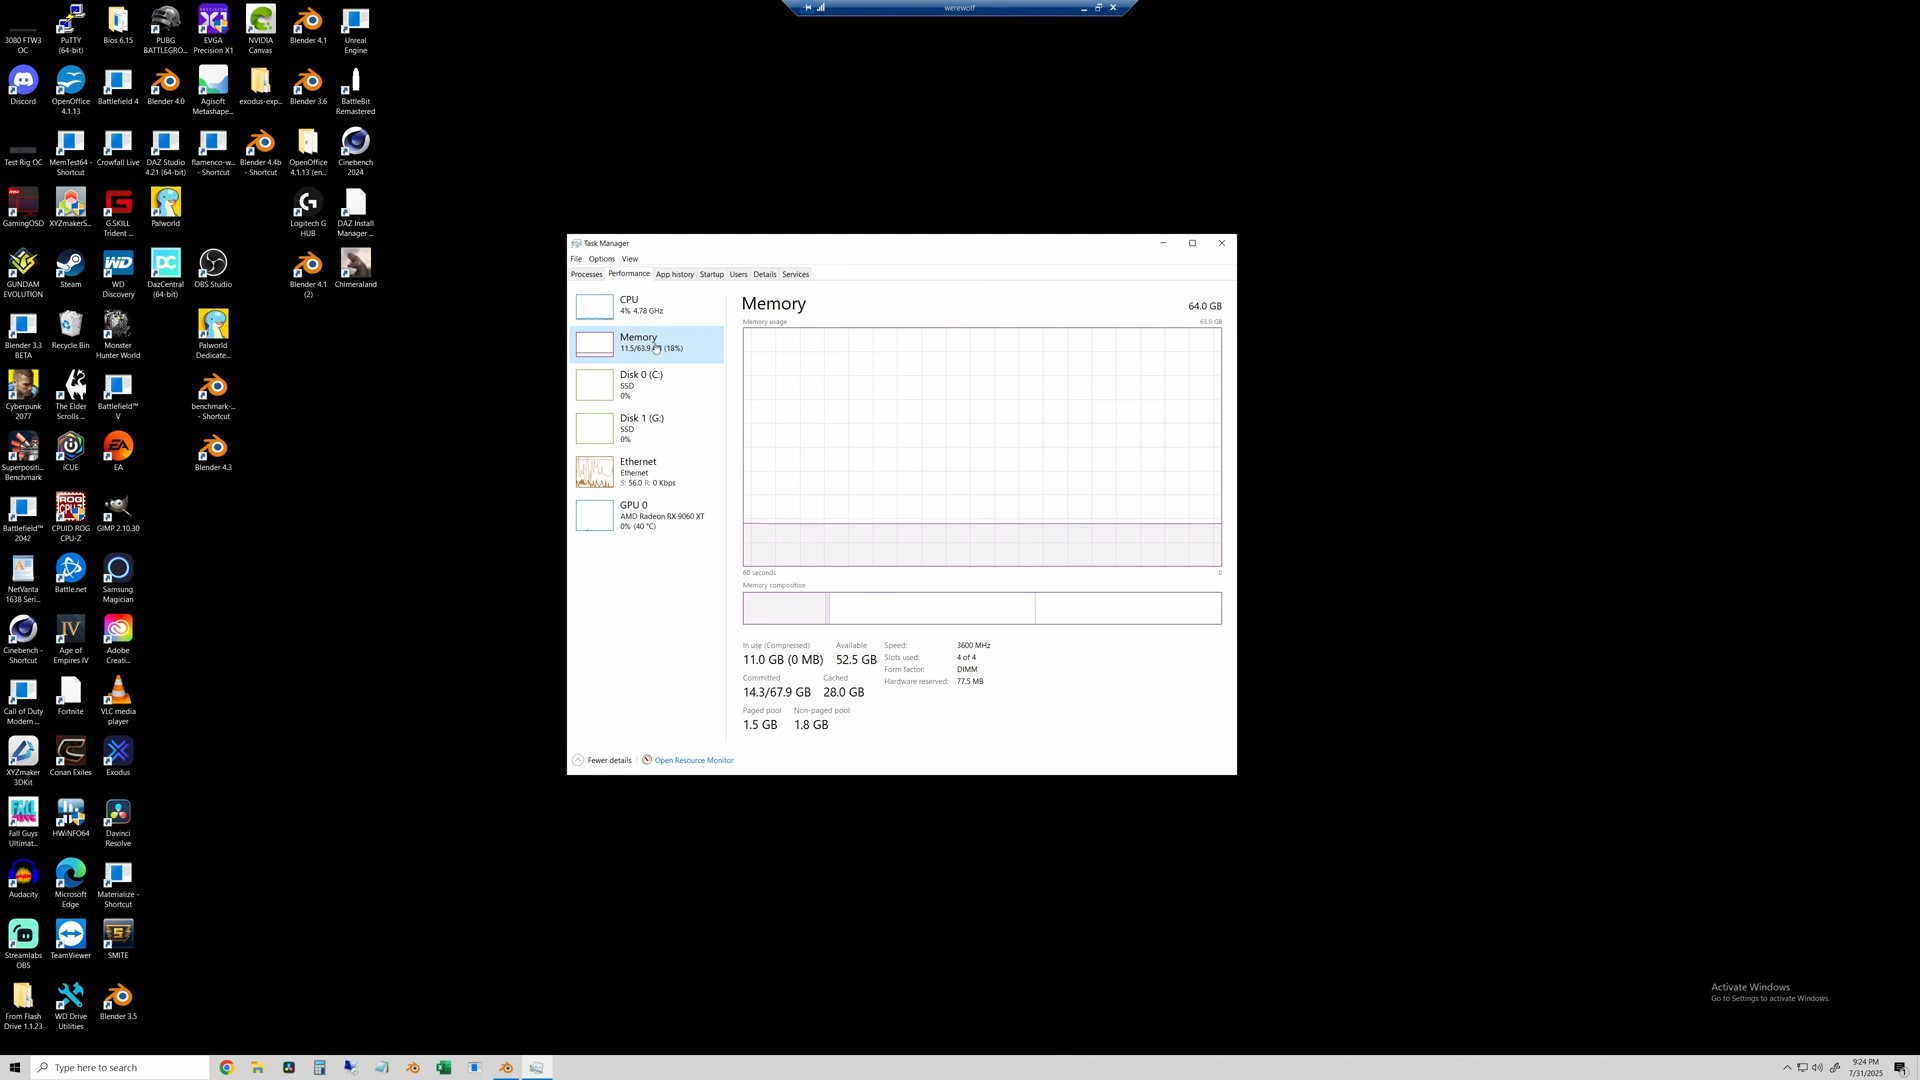 werewolf
3080 FTW3
OC
PuTTY
(64-bit)
Bios 6.15
PUBG
BATTLEGRO...
EVGA
Precision X1
NVIDIA
Canvas
Blender 4.1
Unreal
Engine
Discord
OpenOffice
4.1.13
Battlefield 4
Blender 4.0
Agisoft
Metashape...
exodus-exp...
Blender 3.6
BattleBit
Remastered
Test Rig OC
MemTest64 -
Shortcut
Crowfall Live
DAZ Studio
4.21 (64-bit)
flamenco-w...
- Shortcut
Blender 4.4b
- Shortcut
OpenOffice
4.1.13 (en...
Cinebench
2024
GamingOSD
XYZmakerS...
G.SKILL
Trident ...
Palworld
Logitech G
HUB
DAZ Install
Manager ...
GUNDAM
EVOLUTION
Steam
WD
Discovery
DazCentral
(64-bit)
OBS Studio
Blender 4.1
(2)
Chimeraland
Blender 3.3
BETA
Recycle Bin
Monster
Hunter World
Palworld
Dedicate...
Cyberpunk
2077
The Elder
Scrolls ...
Battlefield™
V
benchmark-...
- Shortcut
Superpositi...
Benchmark
iCUE
EA
Blender 4.3
Battlefield™
2042
CPUID ROG
CPU-Z
GIMP 2.10.30
NetVanta
1638 Seri...
Battle.net
Samsung
Magician
Cinebench -
Shortcut
Age of
Empires IV
Adobe
Creati...
Call of Duty
Modern ...
Fortnite
VLC media
player
XYZmaker
3DKit
Conan Exiles
Exodus
Fall Guys
Ultimat...
HWiNFO64
Davinci
Resolve
Audacity
Microsoft
Edge
Materialize -
Shortcut
Streamlabs
OBS
TeamViewer
SMITE
From Flash
Drive 1.1.23
WD Drive
Utilities
Blender 3.5
Task Manager
File Options View
Processes Performance App history Startup Users Details Services
CPU
4% 4.78 GHz
Memory
11.5/63.9 (18%)
Disk 0 (C:)
SSD
0%
Disk 1 (G:)
SSD
0%
Ethernet
Ethernet
S: 56.0 R: 0 Kbps
GPU 0
AMD Radeon RX 9060 XT
0% (40 °C)
Memory 64.0 GB
Memory usage 63.9 GB
60 seconds 0
Memory composition
In use (Compressed) Available
11.0 GB (0 MB) 52.5 GB
Committed Cached
14.3/67.9 GB 28.0 GB
Paged pool Non-paged pool
1.5 GB 1.8 GB
Speed: 3600 MHz
Slots used: 4 of 4
Form factor: DIMM
Hardware reserved: 77.5 MB
Fewer details Open Resource Monitor
Activate Windows
Go to Settings to activate Windows.
Type here to search
9:24 PM
7/31/2025